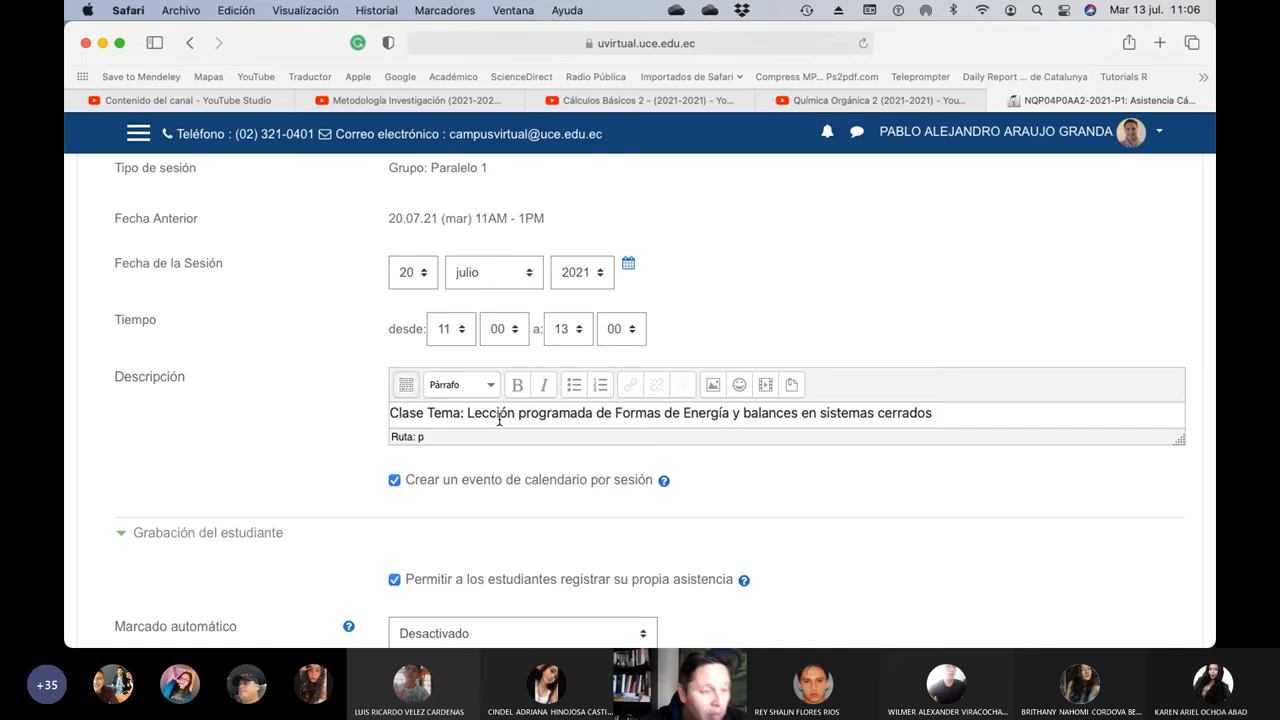 Safari Archivo Edición Visualización Historial Marcadores Ventana Ayuda Mar 13 jul. 11:06
uvirtual.uce.edu.ec
Save to Mendeley Mapas YouTube Traductor Apple Google Académico ScienceDirect Radio Pública Importados de Safari Compress MP... Ps2pdf.com Teleprompter Daily Report ... de Catalunya Tutorials R
Contenido del canal - YouTube Studio Metodología Investigación (2021-202... Cálculos Básicos 2 - (2021-2021) - Yo... Química Orgánica 2 (2021-2021) - You... NQP04P0AA2-2021-P1: Asistencia Cá...
Teléfono : (02) 321-0401 Correo electrónico : campusvirtual@uce.edu.ec PABLO ALEJANDRO ARAUJO GRANDA
Tipo de sesión Grupo: Paralelo 1
Fecha Anterior 20.07.21 (mar) 11AM - 1PM
Fecha de la Sesión 20 julio 2021
Tiempo desde: 11 00 a: 13 00
Descripción Párrafo B I
Clase Tema: Lección programada de Formas de Energía y balances en sistemas cerrados
Ruta: p
Crear un evento de calendario por sesión
Grabación del estudiante
Permitir a los estudiantes registrar su propia asistencia
Marcado automático Desactivado
+35 LUIS RICARDO VELEZ CARDENAS CINDEL ADRIANA HINOJOSA CASTI... REY SHALIN FLORES RIOS WILMER ALEXANDER VIRACOCHA... BRITHANY NAHOMI CORDOVA BE... KAREN ARIEL OCHOA ABAD